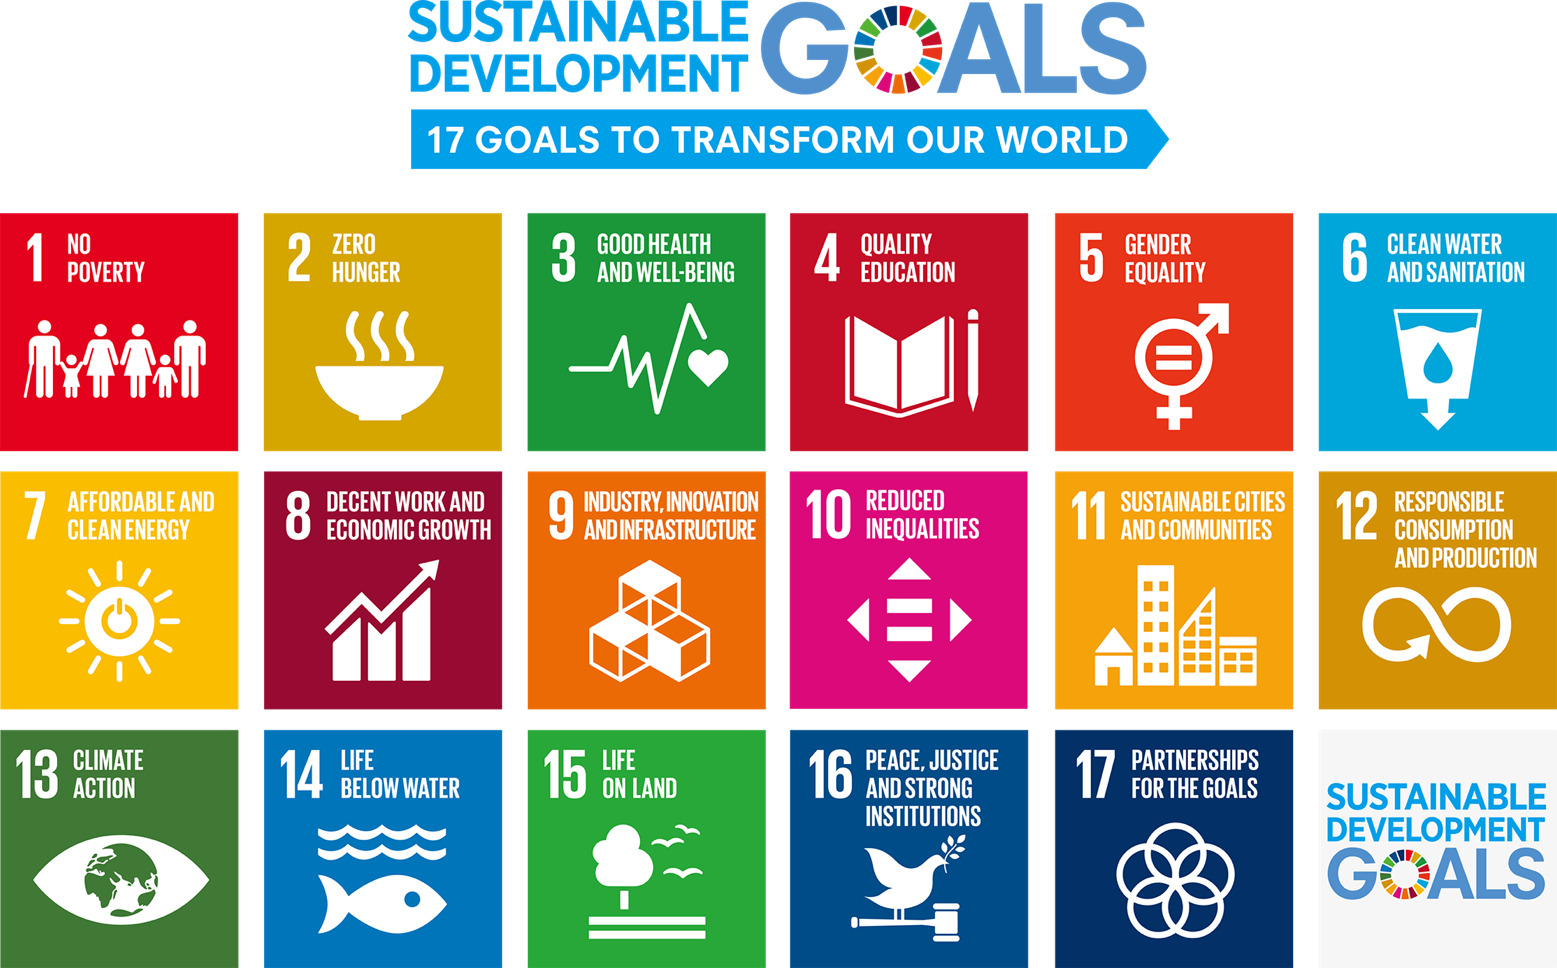 SUSTAINABLE
DEVELOPMENT
GOALS
17 GOALS TO TRANSFORM OUR WORLD
1 NO
POVERTY
2 ZERO
HUNGER
3 GOOD HEALTH
AND WELL-BEING
4 QUALITY
EDUCATION
5 GENDER
EQUALITY
6 CLEAN WATER
AND SANITATION
7 AFFORDABLE AND
CLEAN ENERGY
8 DECENT WORK AND
ECONOMIC GROWTH
9 INDUSTRY, INNOVATION
AND INFRASTRUCTURE
10 REDUCED
INEQUALITIES
11 SUSTAINABLE CITIES
AND COMMUNITIES
12 RESPONSIBLE
CONSUMPTION
AND PRODUCTION
13 CLIMATE
ACTION
14 LIFE
BELOW WATER
15 LIFE
ON LAND
16 PEACE, JUSTICE
AND STRONG
INSTITUTIONS
17 PARTNERSHIPS
FOR THE GOALS
SUSTAINABLE
DEVELOPMENT
GOALS